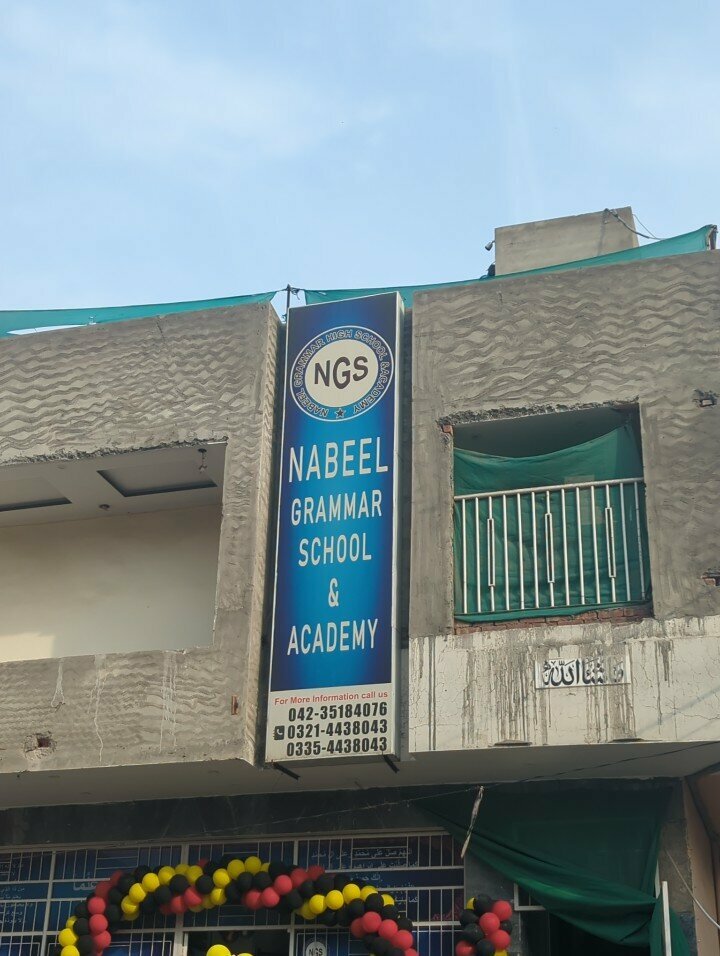 NABEEL GRAMMAR HIGH SCHOOL & ACADEMY
NGS
NABEEL
GRAMMAR
SCHOOL
&
ACADEMY
For More Information call us
042-35184076
0321-4438043
0335-4438043
ماشاءاللہ
NGS